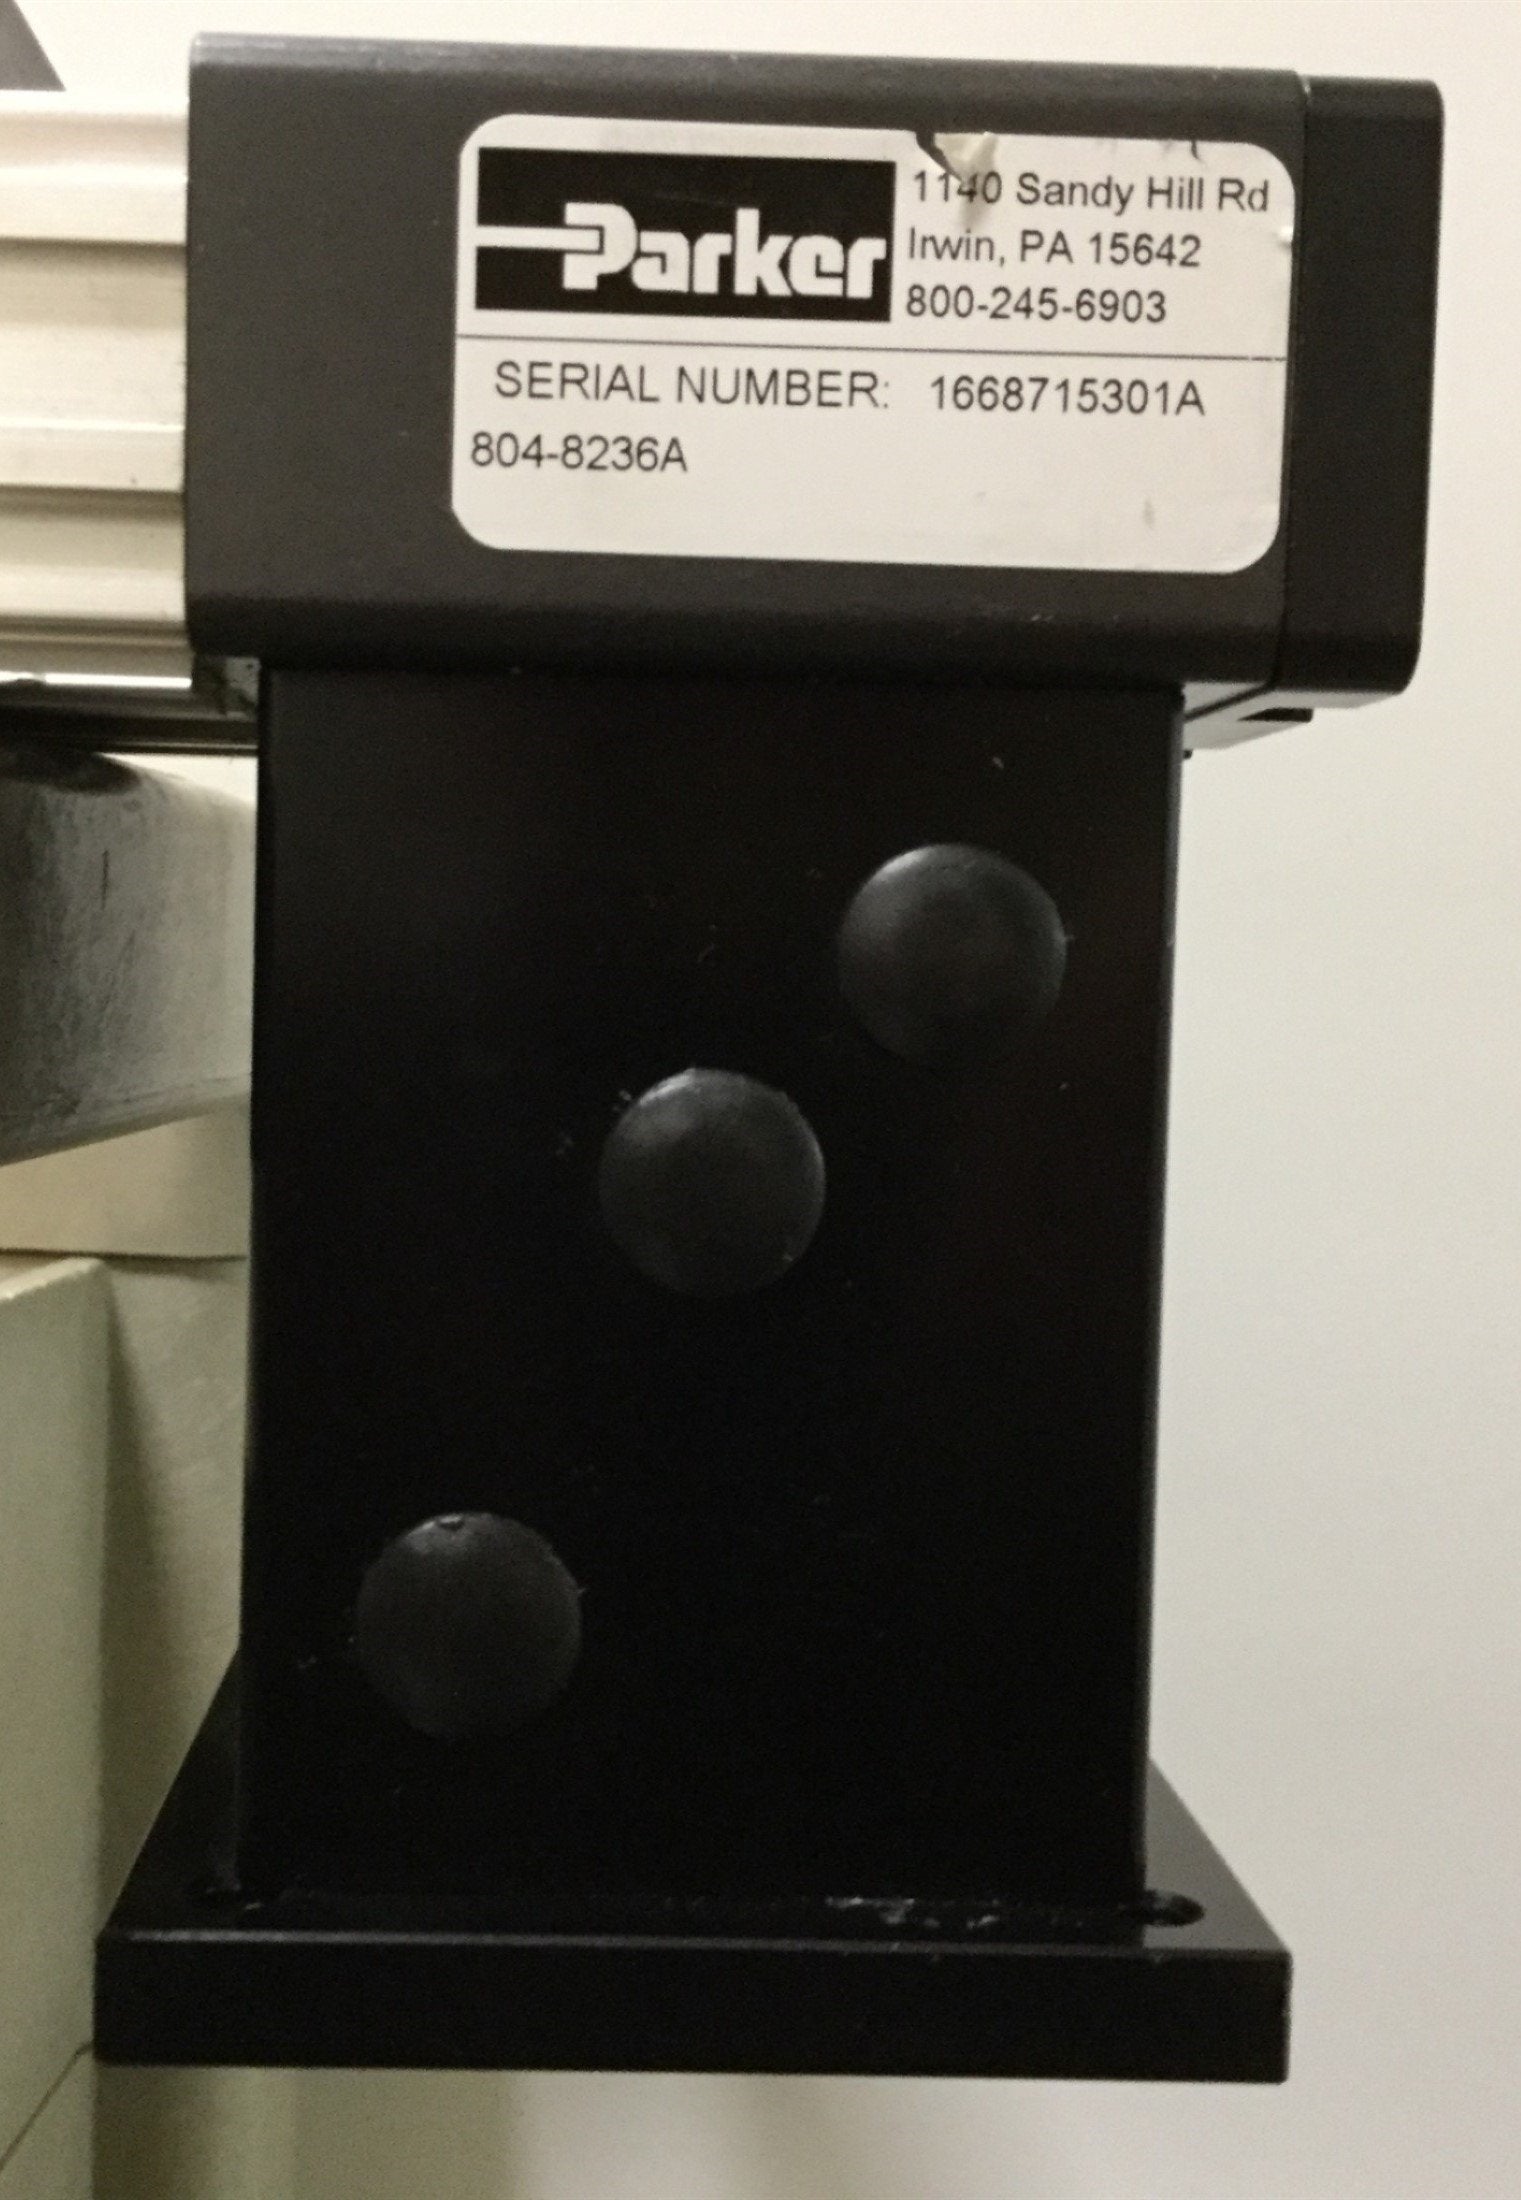 Parker
1140 Sandy Hill Rd
Irwin, PA 15642
800-245-6903
SERIAL NUMBER: 1668715301A
804-8236A